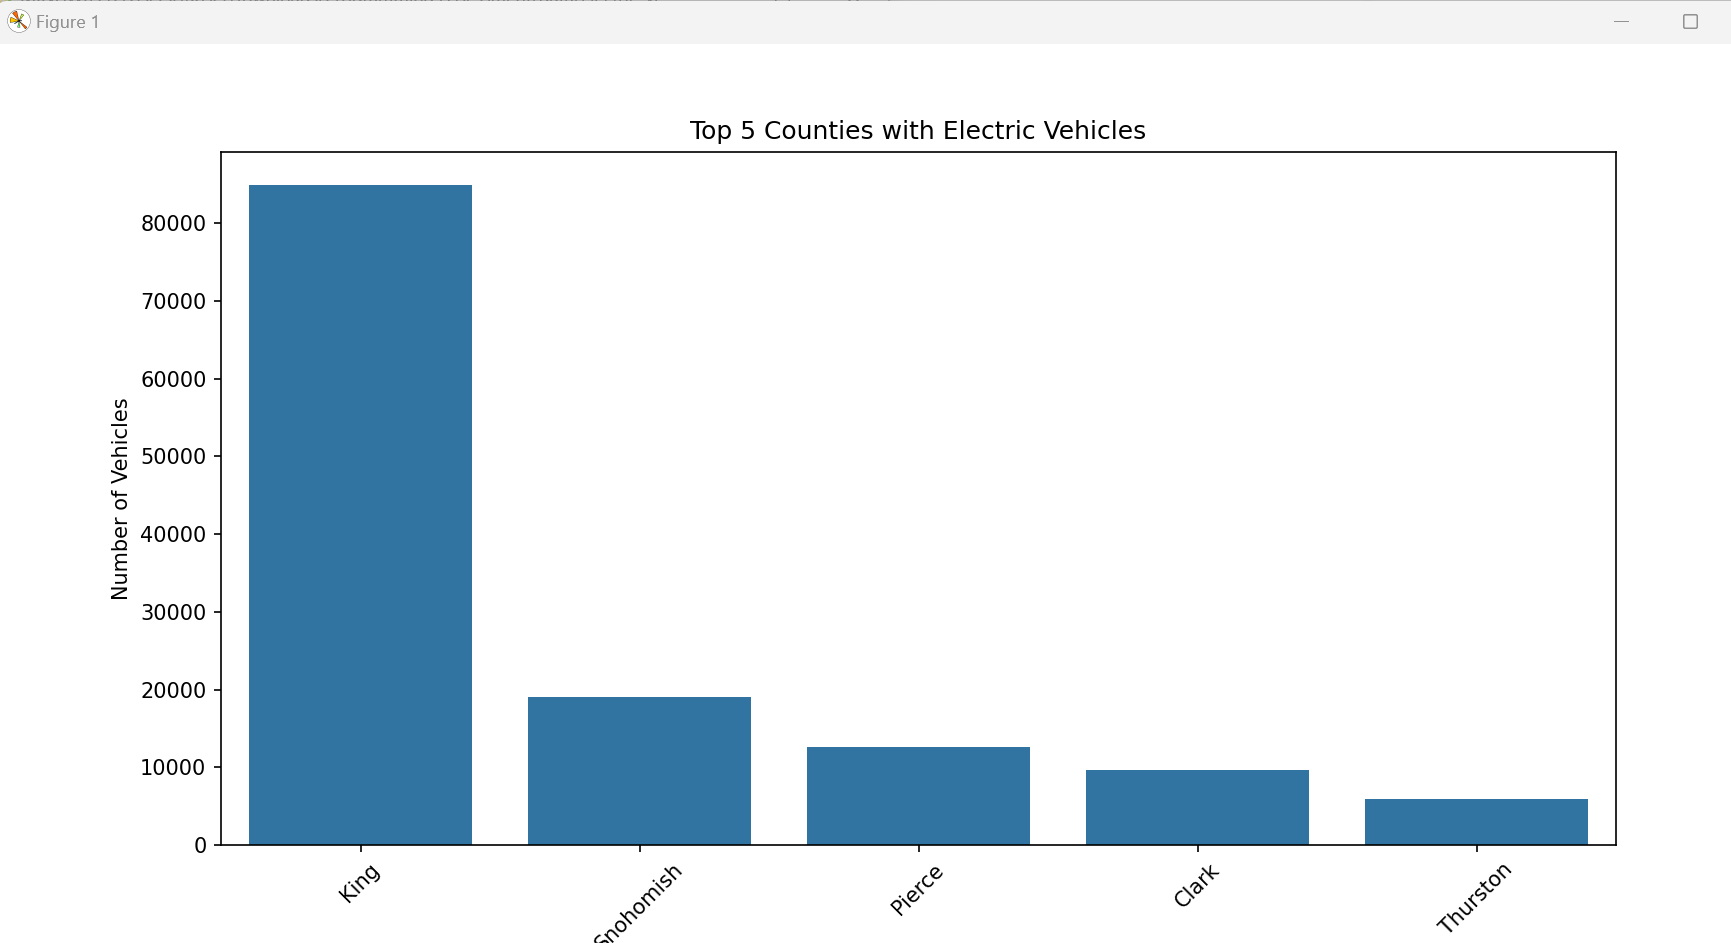 Figure 1
Top 5 Counties with Electric Vehicles
Number of Vehicles
80000
70000
60000
50000
40000
30000
20000
10000
0
King
Snohomish
Pierce
Clark
Thurston